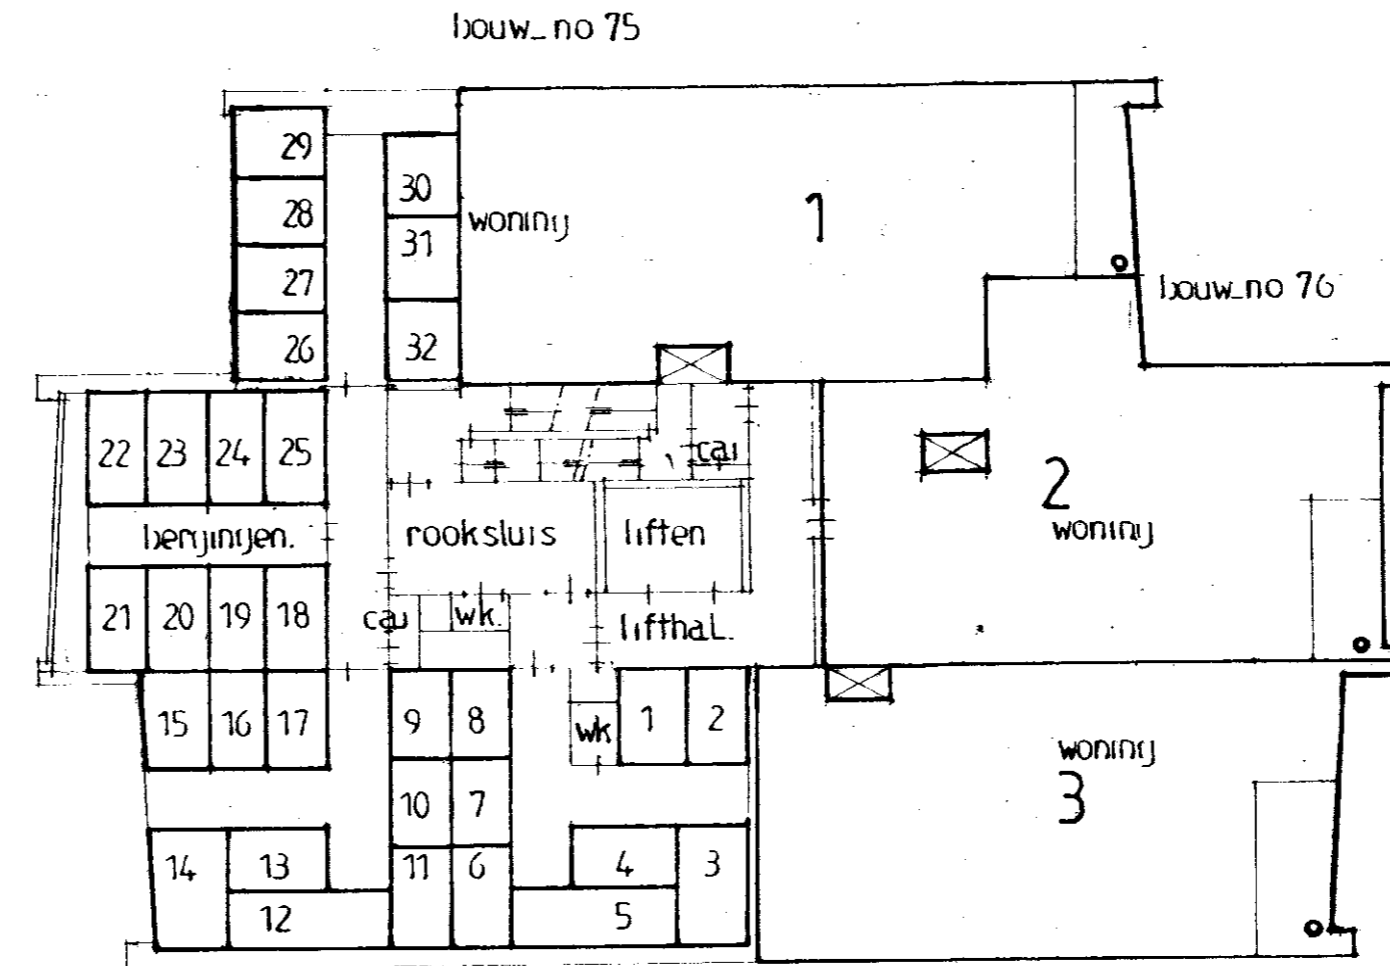 bouw_no 75
29
30
28
woning
1
31
27
bouw_no 76
26
32
22 23 24 25
cai
2
woning
bergingen.
rooksluis
liften
21 20 19 18
cai
wk.
lifthal.
15 16 17
9 8
wk
1 2
woning
3
10 7
14 13
11 6
4 3
12
5